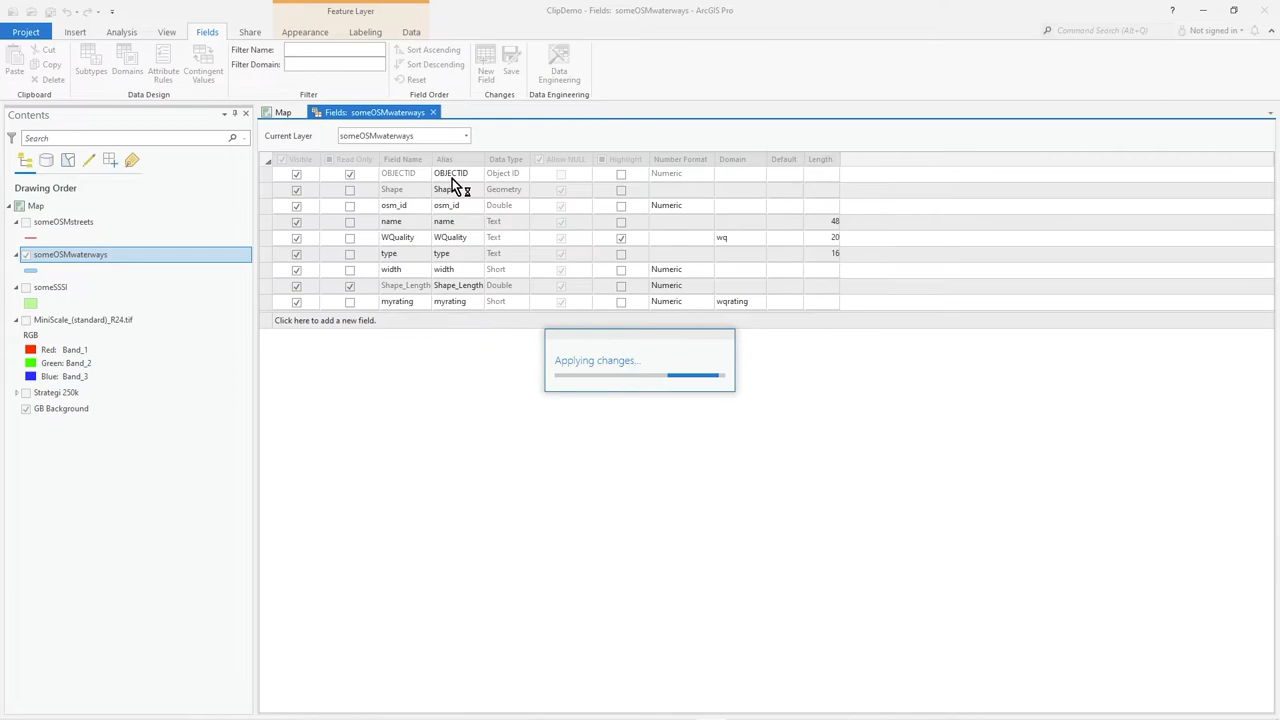 Feature Layer
ClipDemo - Fields: someOSMwaterways - ArcGIS Pro
Project Insert Analysis View Fields Share Appearance Labeling Data
Command Search (Alt+Q)
Not signed in
Paste
Cut
Copy
Delete
Subtypes
Domains
Attribute Rules
Contingent Values
Filter Name:
Filter Domain:
Sort Ascending
Sort Descending
Reset
New Field
Save
Data Engineering
Clipboard
Data Design
Filter
Field Order
Changes
Data Engineering
Contents
Search
Drawing Order
Map
someOSMstreets
someOSMwaterways
someSSSI
MiniScale_(standard)_R24.tif
RGB
Red: Band_1
Green: Band_2
Blue: Band_3
Strategi 250k
GB Background
Map
Fields: someOSMwaterways
Current Layer someOSMwaterways
Visible Read Only Field Name Alias Data Type Allow NULL Highlight Number Format Domain Default Length
OBJECTID OBJECTID Object ID Numeric
Shape Geometry
osm_id osm_id Double Numeric
name name Text 48
WQuality WQuality Text wq 20
type type Text 16
width width Short Numeric
Shape_Length Shape_Length Double Numeric
myrating myrating Short Numeric wqrating
Click here to add a new field.
Applying changes...